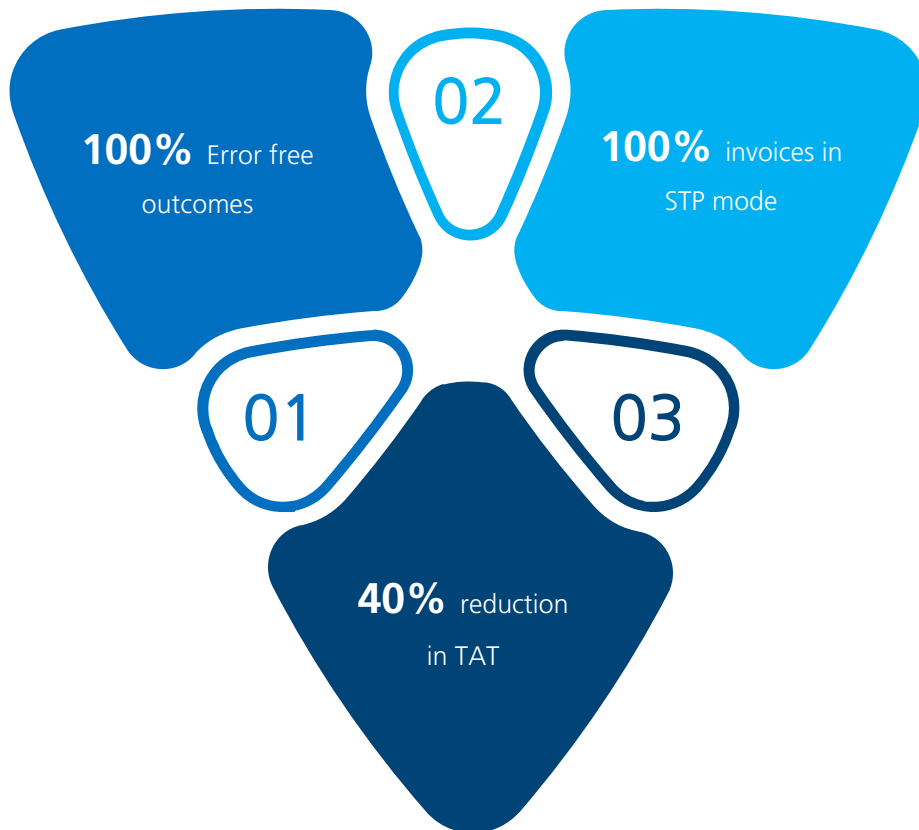 02
100% Error free
outcomes
100% invoices in
STP mode
01
03
40% reduction
in TAT